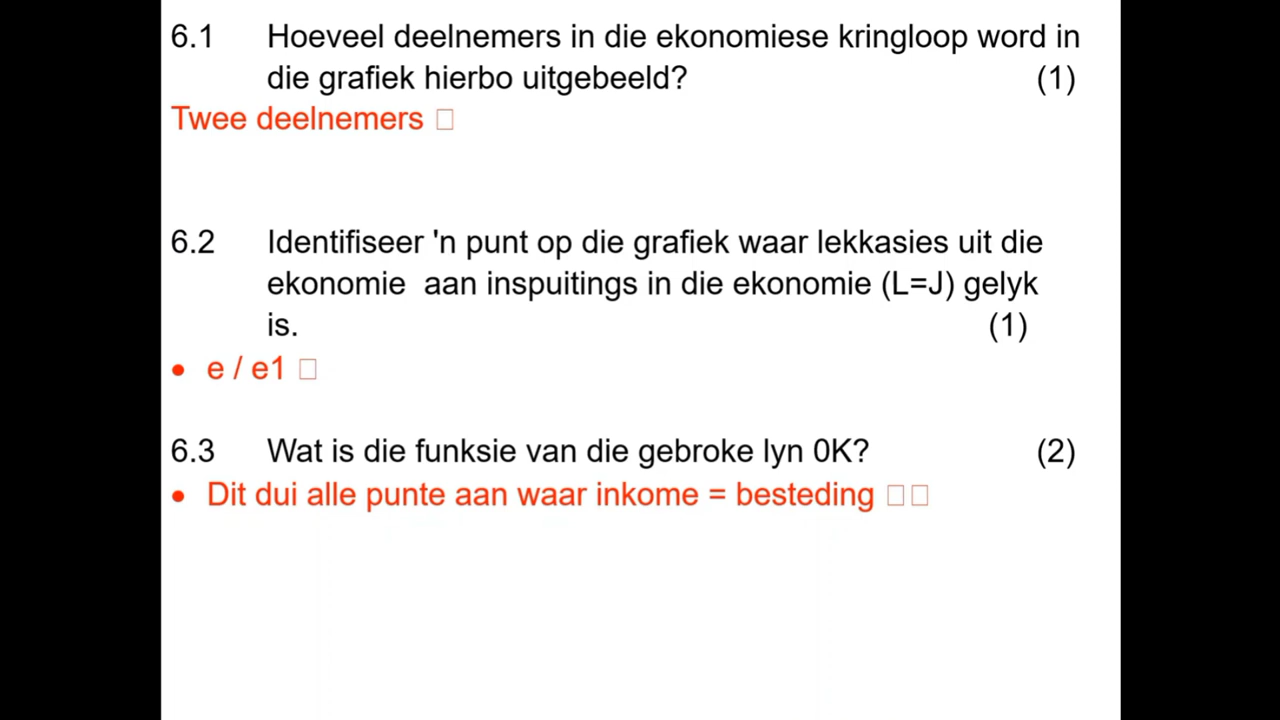 6.1 Hoeveel deelnemers in die ekonomiese kringloop word in
die grafiek hierbo uitgebeeld? (1)
Twee deelnemers □
6.2 Identifiseer 'n punt op die grafiek waar lekkasies uit die
ekonomie aan inspuitings in die ekonomie (L=J) gelyk
is. (1)
• e / e1 □
6.3 Wat is die funksie van die gebroke lyn 0K? (2)
• Dit dui alle punte aan waar inkome = besteding □□